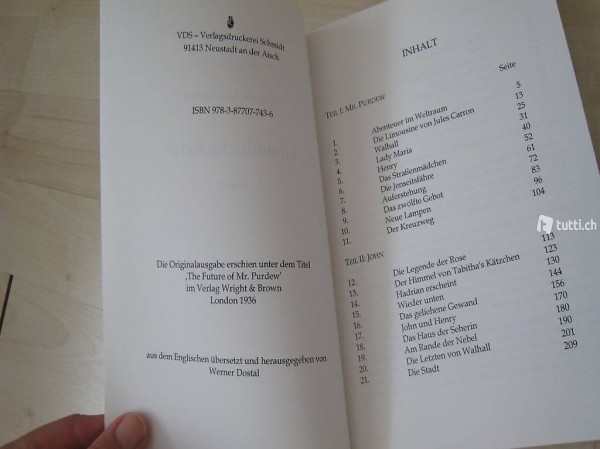 VDS – Verlagsdruckerei Schmidt
91413 Neustadt an der Aisch
ISBN 978-3-87707-743-6
Die Originalausgabe erschien unter dem Titel
‚The Future of Mr. Purdew'
im Verlag Wright & Brown
London 1936
aus dem Englischen übersetzt und herausgegeben von
Werner Dostal
INHALT
Seite
TEIL I: MR. PURDEW
1. Abenteuer im Weltraum 5
2. Die Limousine von Jules Carron 13
3. Walhall 25
4. Lady Maria 31
5. Henry 40
6. Das Straßenmädchen 52
7. Die Jenseitsfähre 61
8. Auferstehung 72
9. Das zwölfte Gebot 83
10. Neue Lampen 96
11. Der Kreuzweg 104
TEIL II: JOHN
12. Die Legende der Rose 113
13. Der Himmel von Tabitha's Kätzchen 123
14. Hadrian erscheint 130
15. Wieder unten 144
16. Das geliehene Gewand 156
17. John und Henry 170
18. Das Haus der Seherin 180
19. Am Rande der Nebel 190
20. Die Letzten von Walhall 201
21. Die Stadt 209
tutti.ch